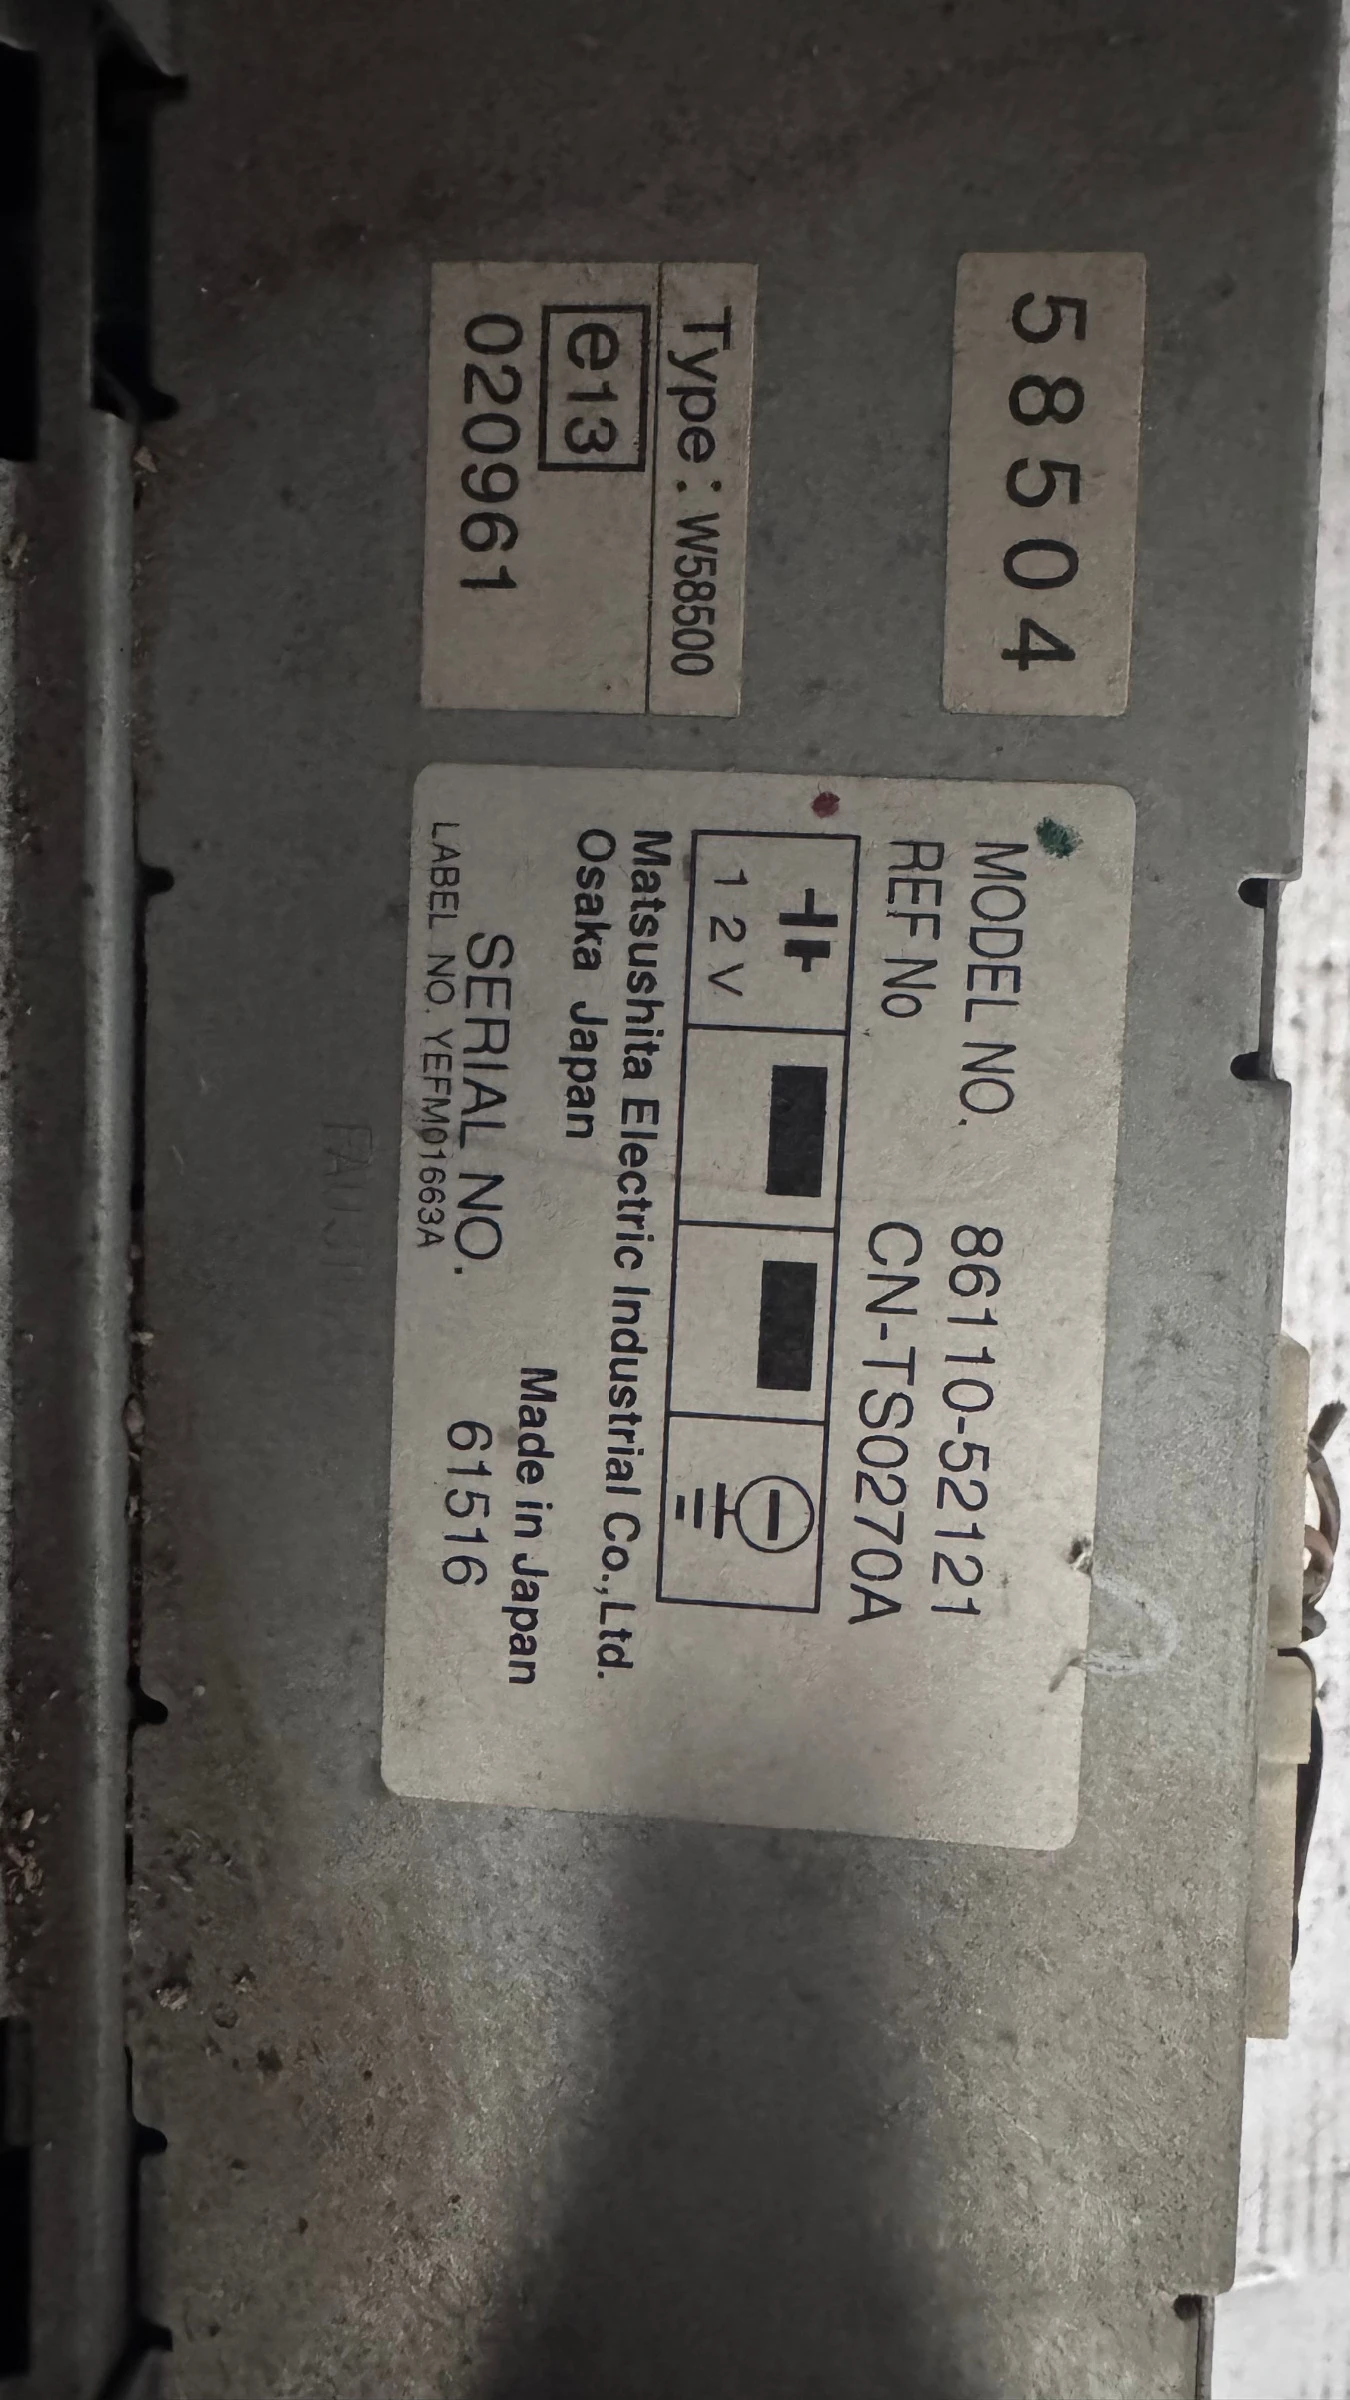 58504
Type : W58500
e13
020961
MODEL NO. 86110-52121
REF No CN-TS0270A
12V
Matsushita Electric Industrial Co.,Ltd.
Osaka Japan
Made in Japan
SERIAL NO. 61516
LABEL NO. YEFM01663A